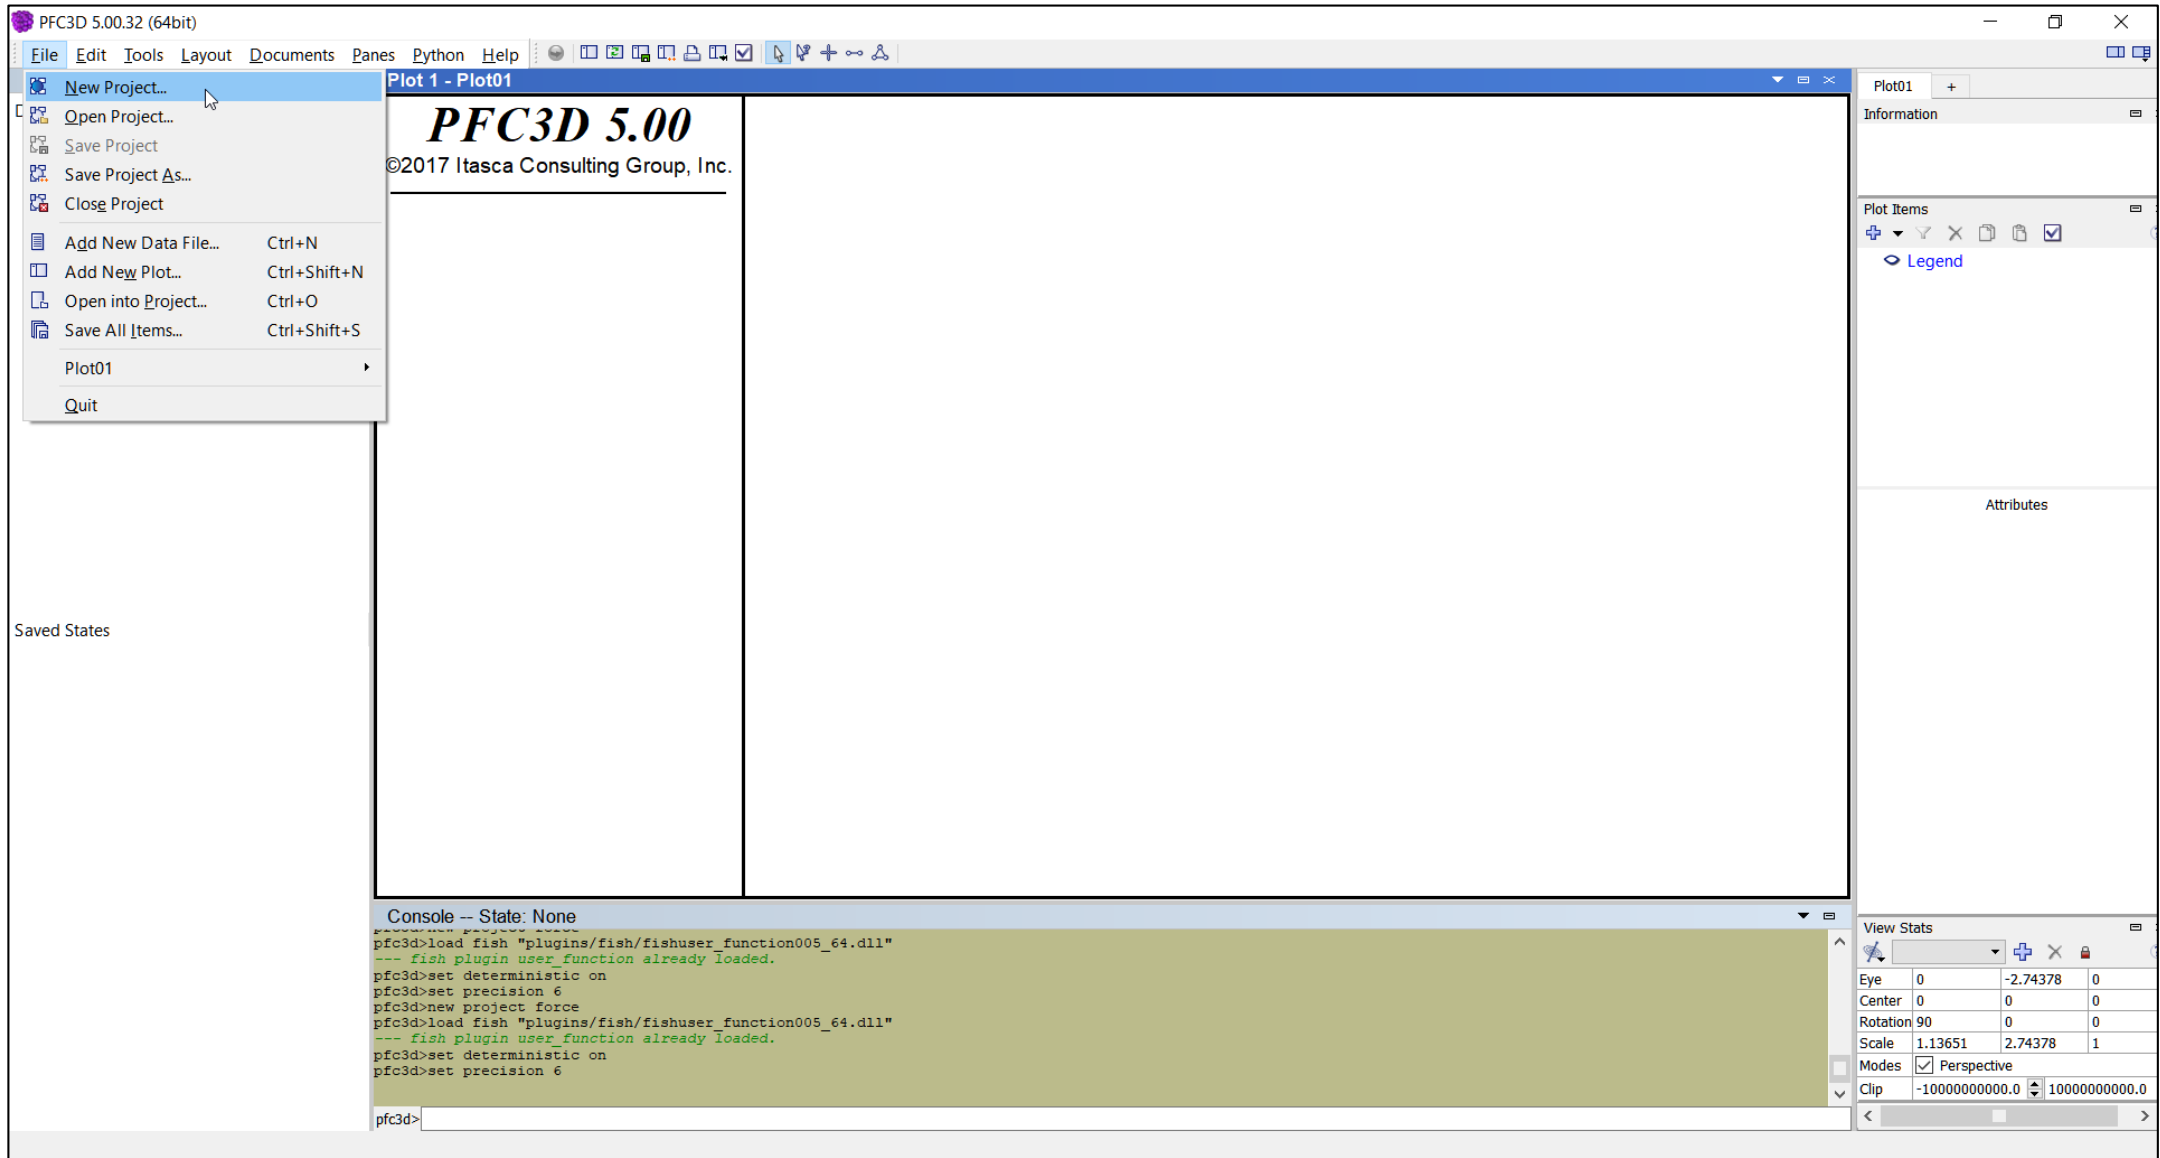 PFC3D 5.00.32 (64bit)
File Edit Tools Layout Documents Panes Python Help
New Project...
Open Project...
Save Project
Save Project As...
Close Project
Add New Data File... Ctrl+N
Add New Plot... Ctrl+Shift+N
Open into Project... Ctrl+O
Save All Items... Ctrl+Shift+S
Plot01
Quit
Saved States
Plot 1 - Plot01
PFC3D 5.00
©2017 Itasca Consulting Group, Inc.
Console -- State: None
pfc3d>new project force
pfc3d>load fish "plugins/fish/fishuser_function005_64.dll"
--- fish plugin user_function already loaded.
pfc3d>set deterministic on
pfc3d>set precision 6
pfc3d>new project force
pfc3d>load fish "plugins/fish/fishuser_function005_64.dll"
--- fish plugin user_function already loaded.
pfc3d>set deterministic on
pfc3d>set precision 6
pfc3d>
Plot01 +
Information
Plot Items
Legend
Attributes
View Stats
Eye 0 -2.74378 0
Center 0 0 0
Rotation 90 0 0
Scale 1.13651 2.74378 1
Modes Perspective
Clip -10000000000.0 10000000000.0